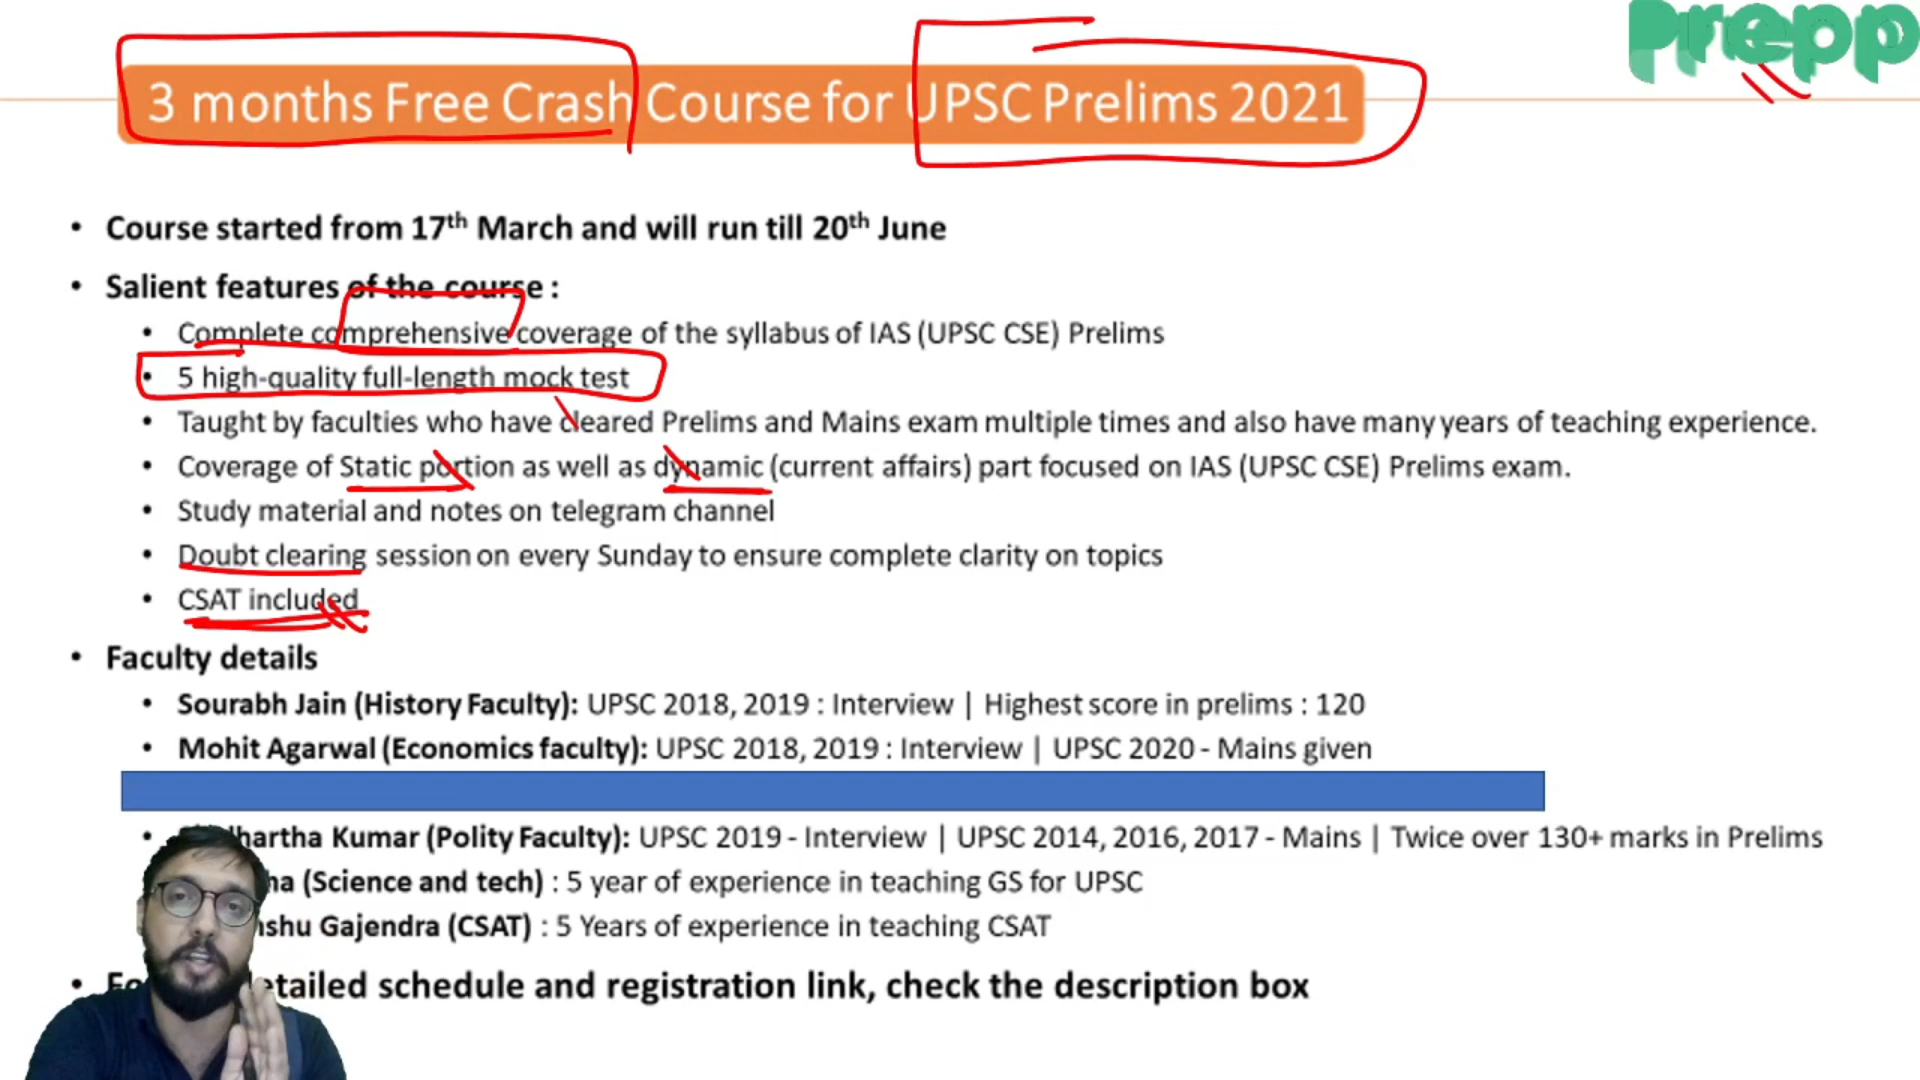 prepp
3 months Free Crash Course for UPSC Prelims 2021
• Course started from 17th March and will run till 20th June
• Salient features of the course :
• Complete comprehensive coverage of the syllabus of IAS (UPSC CSE) Prelims
• 5 high-quality full-length mock test
• Taught by faculties who have cleared Prelims and Mains exam multiple times and also have many years of teaching experience.
• Coverage of Static portion as well as dynamic (current affairs) part focused on IAS (UPSC CSE) Prelims exam.
• Study material and notes on telegram channel
• Doubt clearing session on every Sunday to ensure complete clarity on topics
• CSAT included
• Faculty details
• Sourabh Jain (History Faculty): UPSC 2018, 2019 : Interview | Highest score in prelims : 120
• Mohit Agarwal (Economics faculty): UPSC 2018, 2019 : Interview | UPSC 2020 - Mains given
• Kumar (Polity Faculty): UPSC 2019 - Interview | UPSC 2014, 2016, 2017 - Mains | Twice over 130+ marks in Prelims
(Science and tech) : 5 year of experience in teaching GS for UPSC
Gajendra (CSAT) : 5 Years of experience in teaching CSAT
• schedule and registration link, check the description box